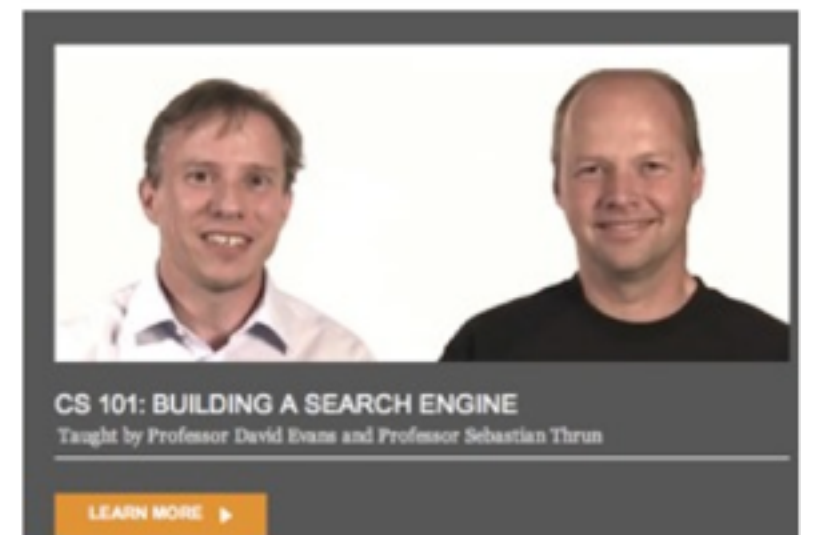 CS 101: BUILDING A SEARCH ENGINE
Taught by Professor David Evans and Professor Sebastian Thrun
LEARN MORE